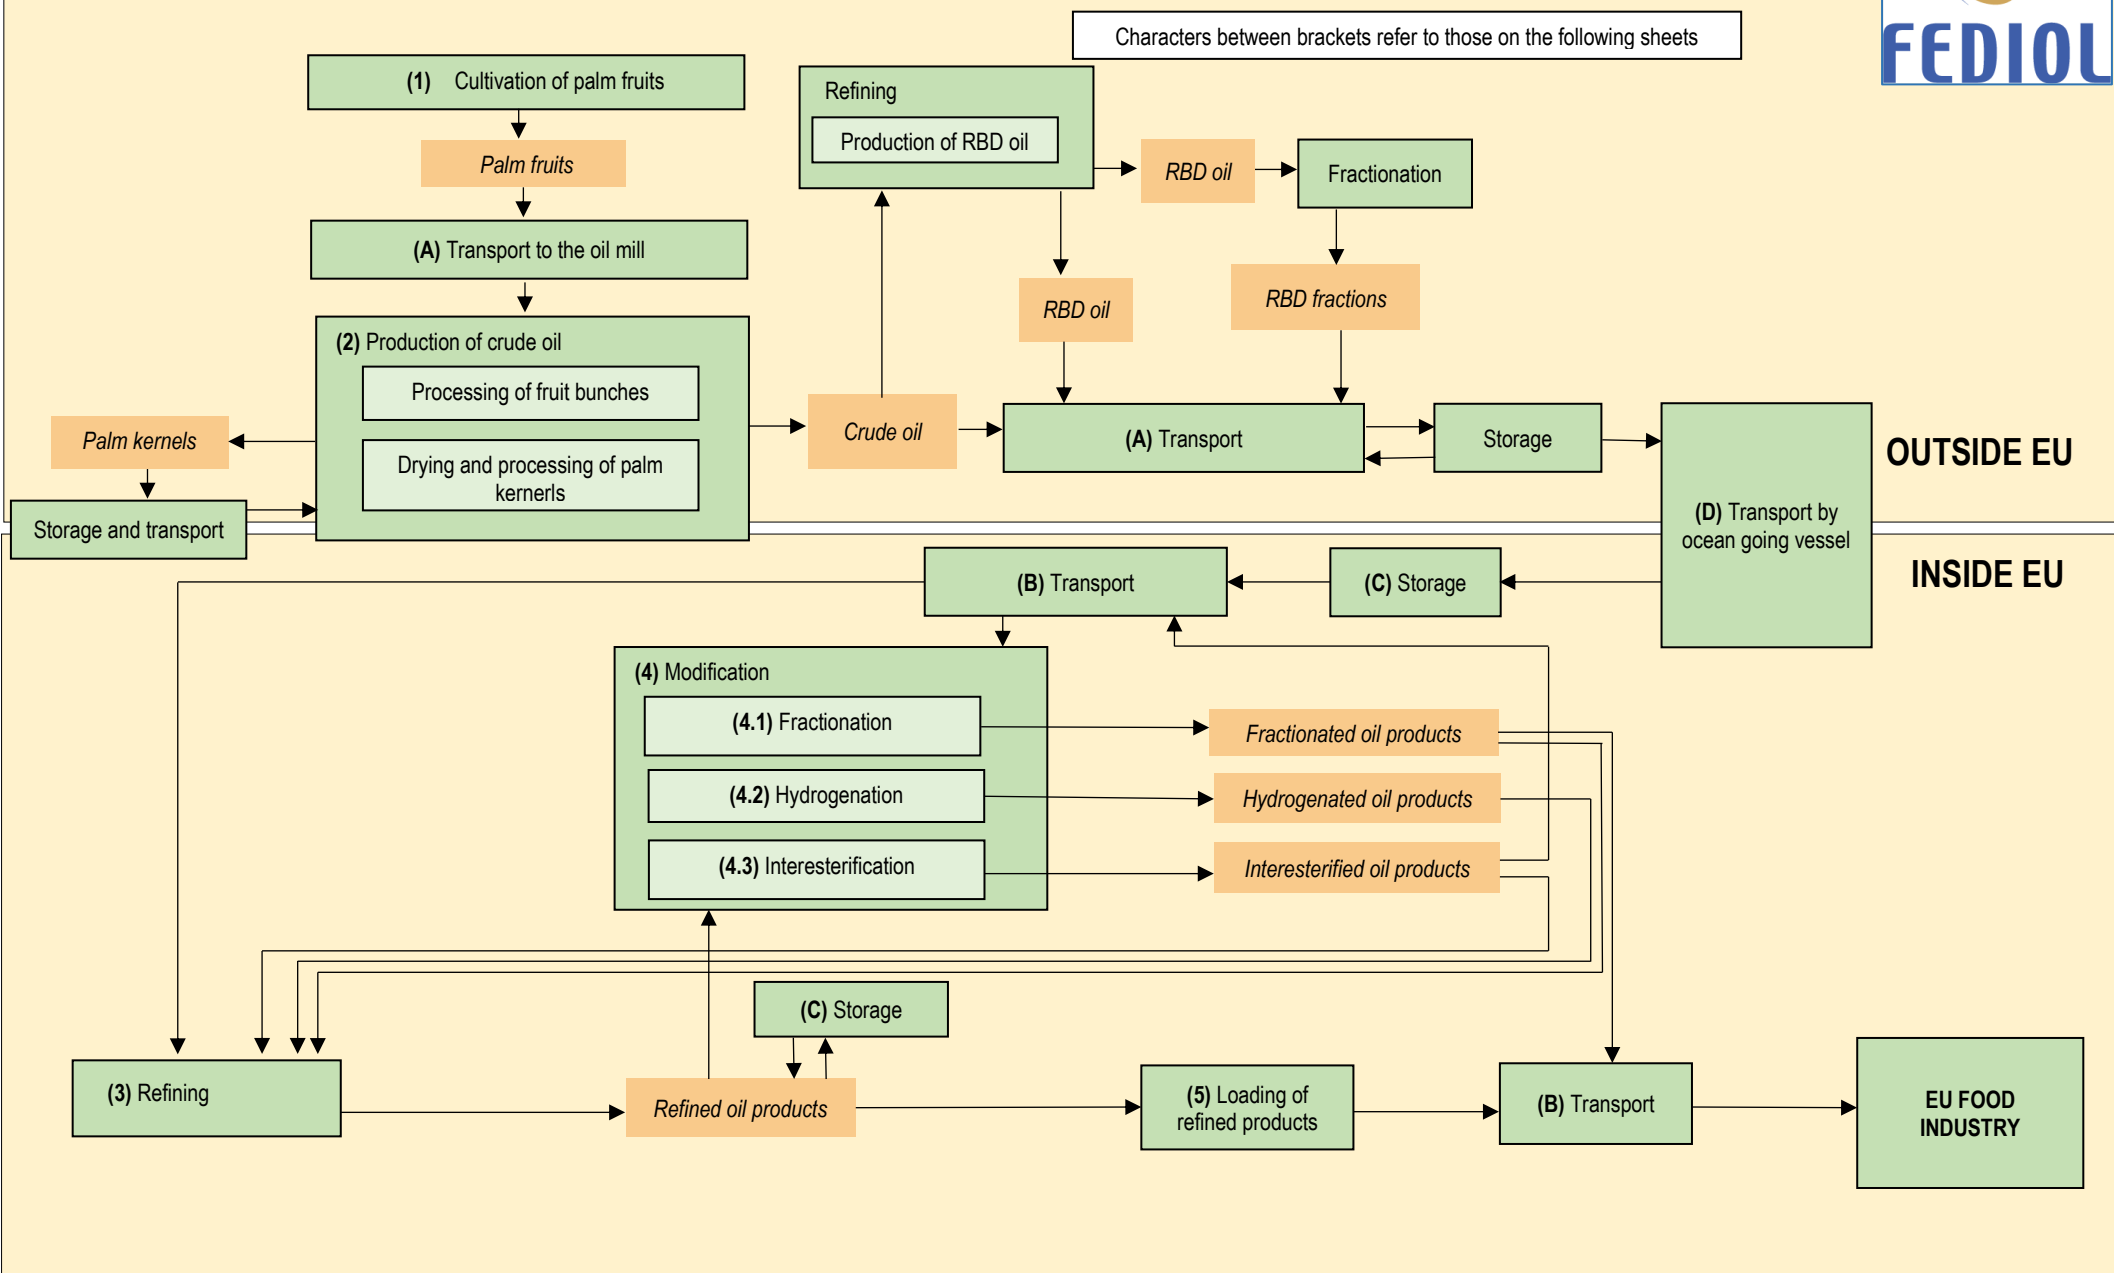 Characters between brackets refer to those on the following sheets
FEDIOL
(1) Cultivation of palm fruits
Palm fruits
(A) Transport to the oil mill
(2) Production of crude oil
Processing of fruit bunches
Drying and processing of palm
kernerls
Palm kernels
Storage and transport
Crude oil
Refining
Production of RBD oil
RBD oil
Fractionation
RBD oil
RBD fractions
(A) Transport
Storage
OUTSIDE EU
(D) Transport by
ocean going vessel
INSIDE EU
(C) Storage
(B) Transport
(4) Modification
(4.1) Fractionation
(4.2) Hydrogenation
(4.3) Interesterification
Fractionated oil products
Hydrogenated oil products
Interesterified oil products
(C) Storage
(3) Refining
Refined oil products
(5) Loading of
refined products
(B) Transport
EU FOOD
INDUSTRY